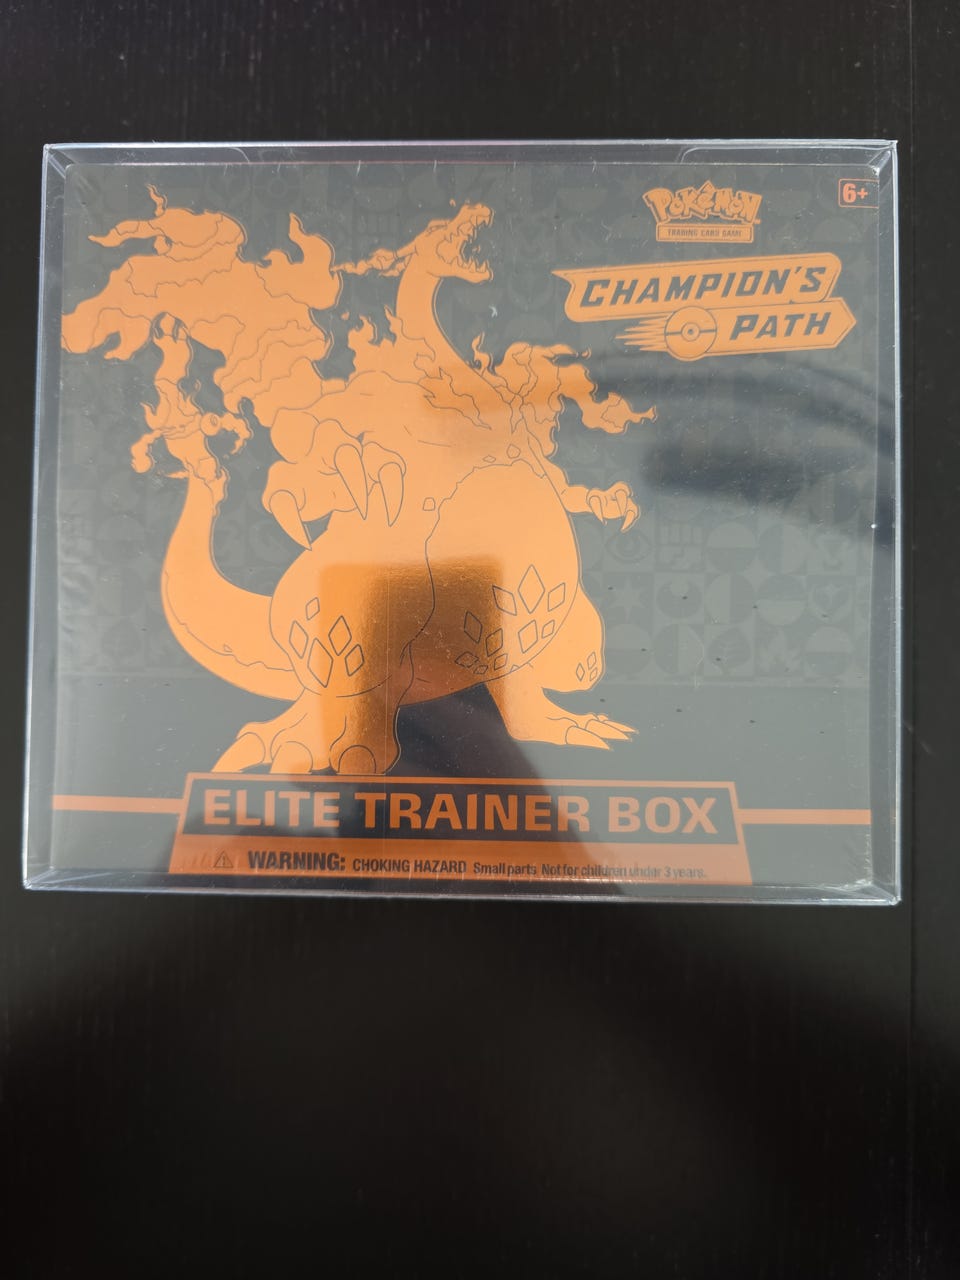 6+
POKéMON
TRADING CARD GAME
CHAMPION'S
PATH
ELITE TRAINER BOX
WARNING: CHOKING HAZARD Small parts Not for children under 3 years.